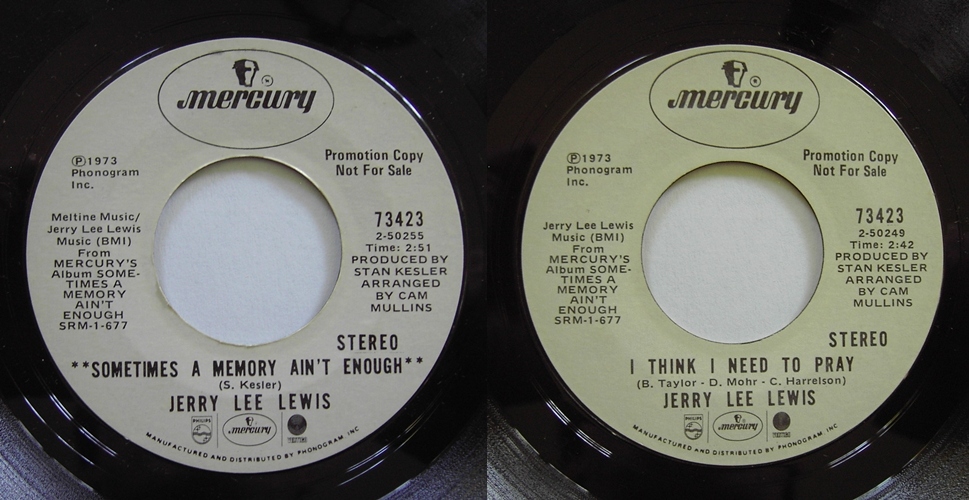 mercury
Ⓟ1973
Phonogram
Inc.
Promotion Copy
Not For Sale
Meltine Music/
Jerry Lee Lewis
Music (BMI)
From
MERCURY'S
Album SOME-
TIMES A
MEMORY
AIN'T
ENOUGH
SRM-1-677
73423
2-50255
Time: 2:51
PRODUCED BY
STAN KESLER
ARRANGED
BY CAM
MULLINS
STEREO
**SOMETIMES A MEMORY AIN'T ENOUGH**
(S. Kesler)
JERRY LEE LEWIS
PHILIPS
mercury
MANUFACTURED AND DISTRIBUTED BY PHONOGRAM, INC
mercury
®
Ⓟ1973
Phonogram
Inc.
Promotion Copy
Not For Sale
Jerry Lee Lewis
Music (BMI)
From
MERCURY'S
Album SOME-
TIMES A
MEMORY
AIN'T
ENOUGH
SRM-1-677
73423
2-50249
Time: 2:42
PRODUCED BY
STAN KESLER
ARRANGED
BY CAM
MULLINS
STEREO
I THINK I NEED TO PRAY
(B. Taylor - D. Mohr - C. Harrelson)
JERRY LEE LEWIS
PHILIPS
mercury
MANUFACTURED AND DISTRIBUTED BY PHONOGRAM, INC